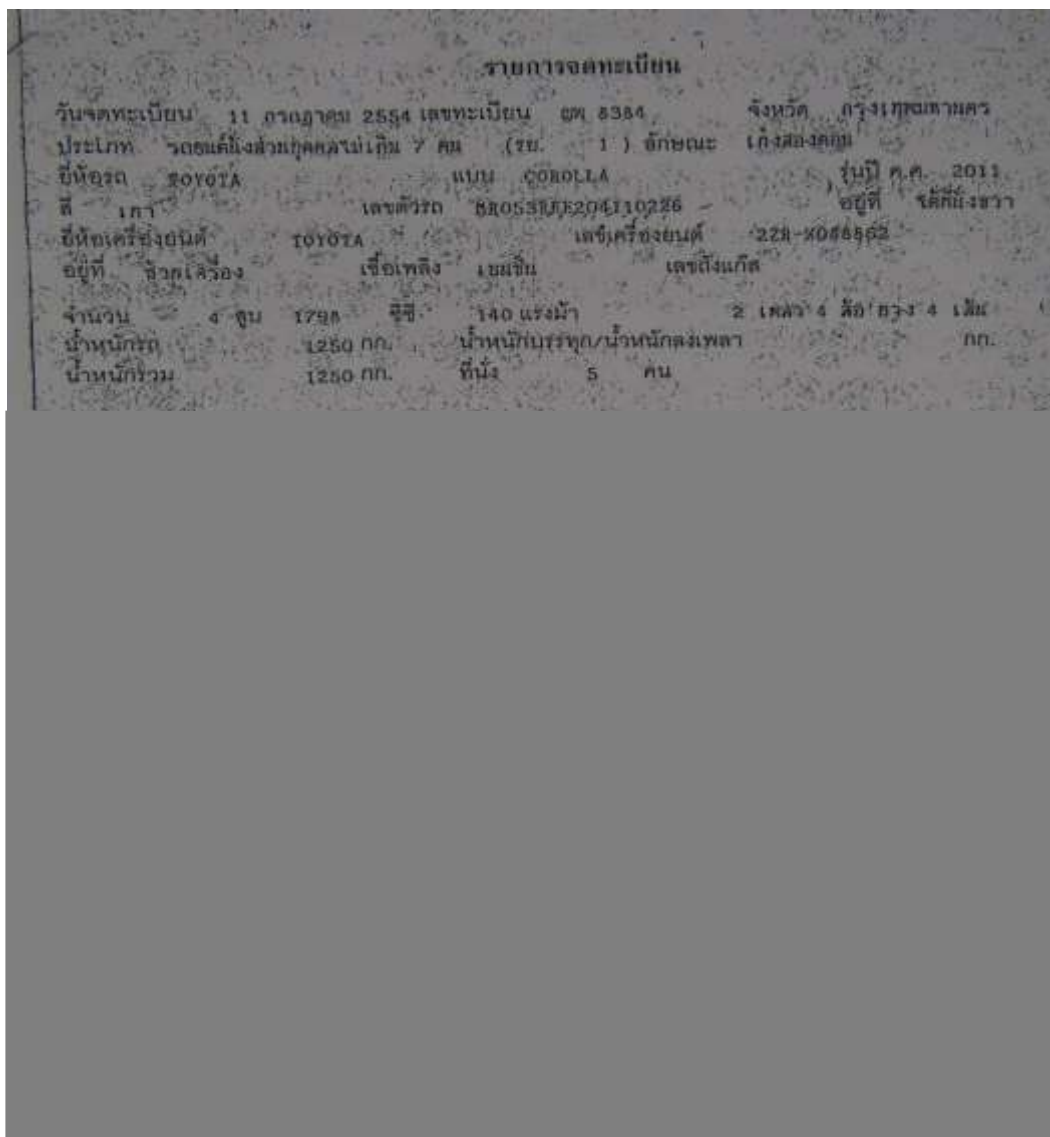 รายการจดทะเบียน
วันจดทะเบียน 11 กรกฎาคม 2554 เลขทะเบียน 8384 จังหวัด กรุงเทพมหานคร
ประเภท รถยนต์นั่งส่วนบุคคลไม่เกิน 7 คน (รย. 1 ) ลักษณะ เก๋งสองตอน
ยี่ห้อรถ TOYOTA แบบ COROLLA รุ่นปี ค.ศ. 2011
สี เทา เลขตัวรถ อยู่ที่ ใต้ที่นั่งขวา
ยี่ห้อเครื่องยนต์ TOYOTA เลขเครื่องยนต์
อยู่ที่ ข้างเครื่อง เชื้อเพลิง เบนซิน เลขถังแก๊ส
จำนวน 4 สูบ 1798 ซีซี 140 แรงม้า 2 เพลา 4 ล้อ ยาง 4 เส้น
น้ำหนักรถ 1250 กก. น้ำหนักบรรทุก/น้ำหนักลงเพลา กก.
น้ำหนักรวม 1250 กก. ที่นั่ง 5 คน